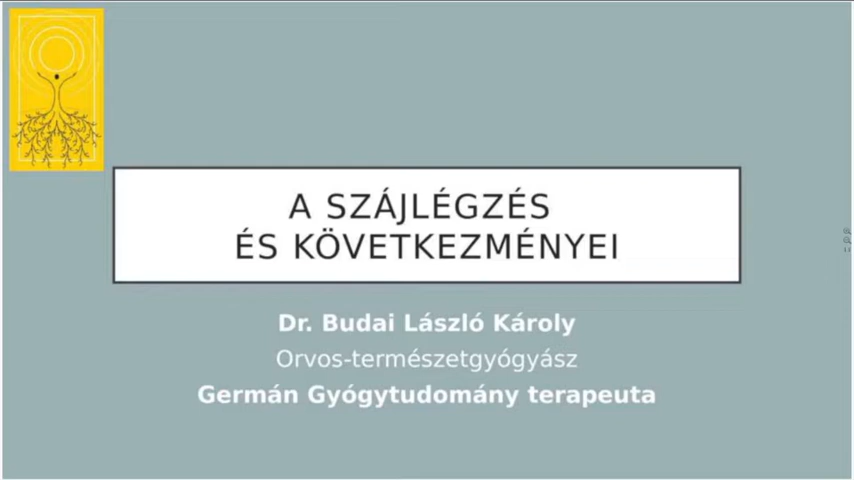 A SZÁJLÉGZÉS
ÉS KÖVETKEZMÉNYEI
Dr. Budai László Károly
Orvos-természetgyógyász
Germán Gyógytudomány terapeuta